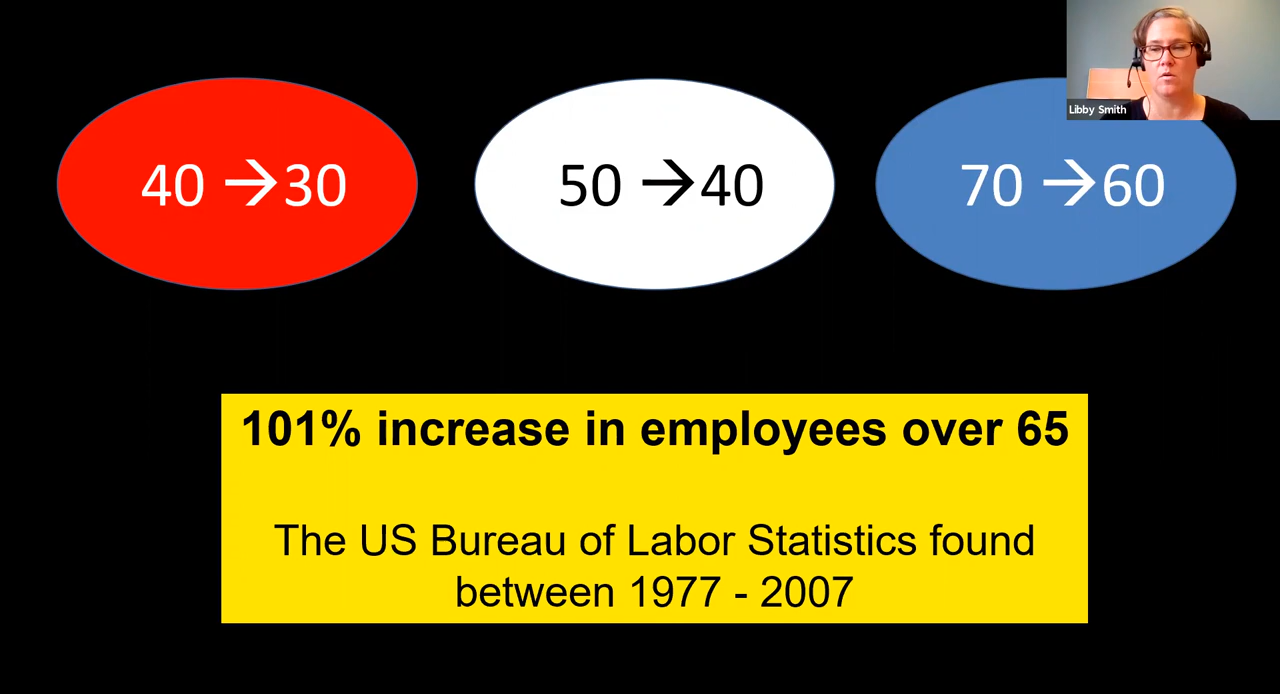 Libby Smith
40 →30
50 →40
70 →60
101% increase in employees over 65
The US Bureau of Labor Statistics found
between 1977 - 2007